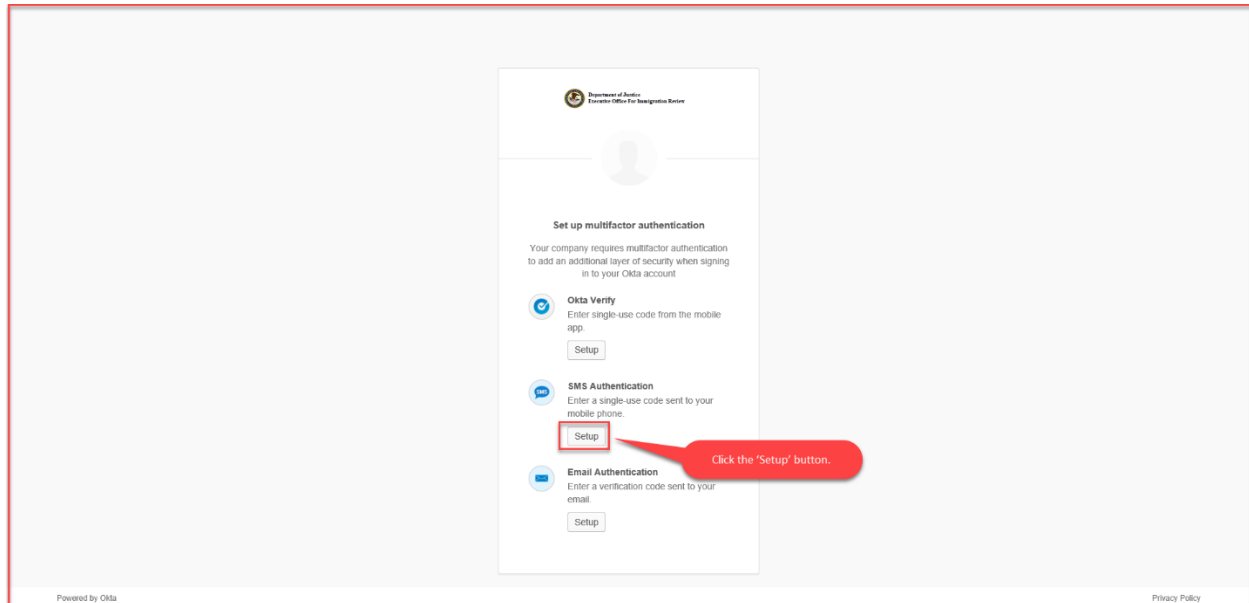 Department of Justice
Executive Office For Immigration Review
Set up multifactor authentication
Your company requires multifactor authentication
to add an additional layer of security when signing
in to your Okta account
Okta Verify
Enter single-use code from the mobile
app.
Setup
SMS
SMS Authentication
Enter a single-use code sent to your
mobile phone.
Setup
Click the ‘Setup’ button.
Email Authentication
Enter a verification code sent to your
email.
Setup
Powered by Okta
Privacy Policy